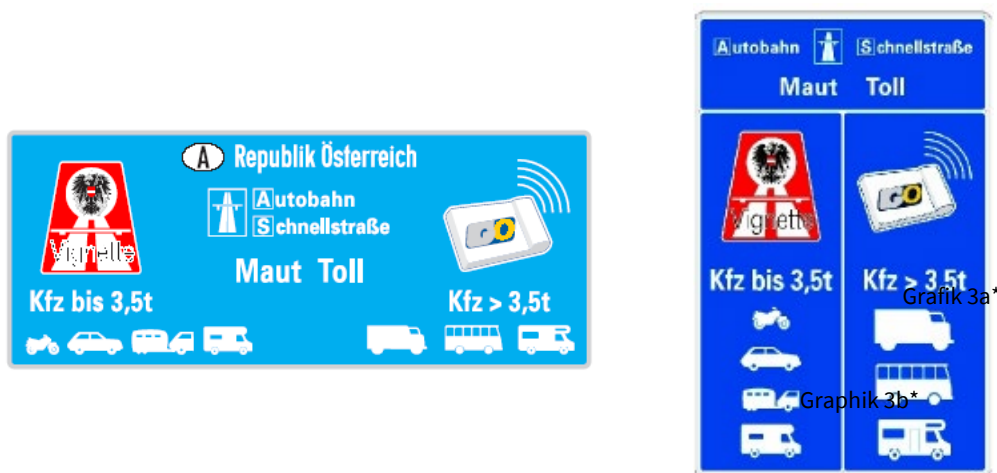 A Republik Österreich
Autobahn
Schnellstraße
Vignette
GO
Maut Toll
Kfz bis 3,5t
Kfz > 3,5t
Autobahn Schnellstraße
Maut Toll
Vignette
GO
Kfz bis 3,5t
Kfz > 3,5t
Grafik 3a*
Graphik 3b*